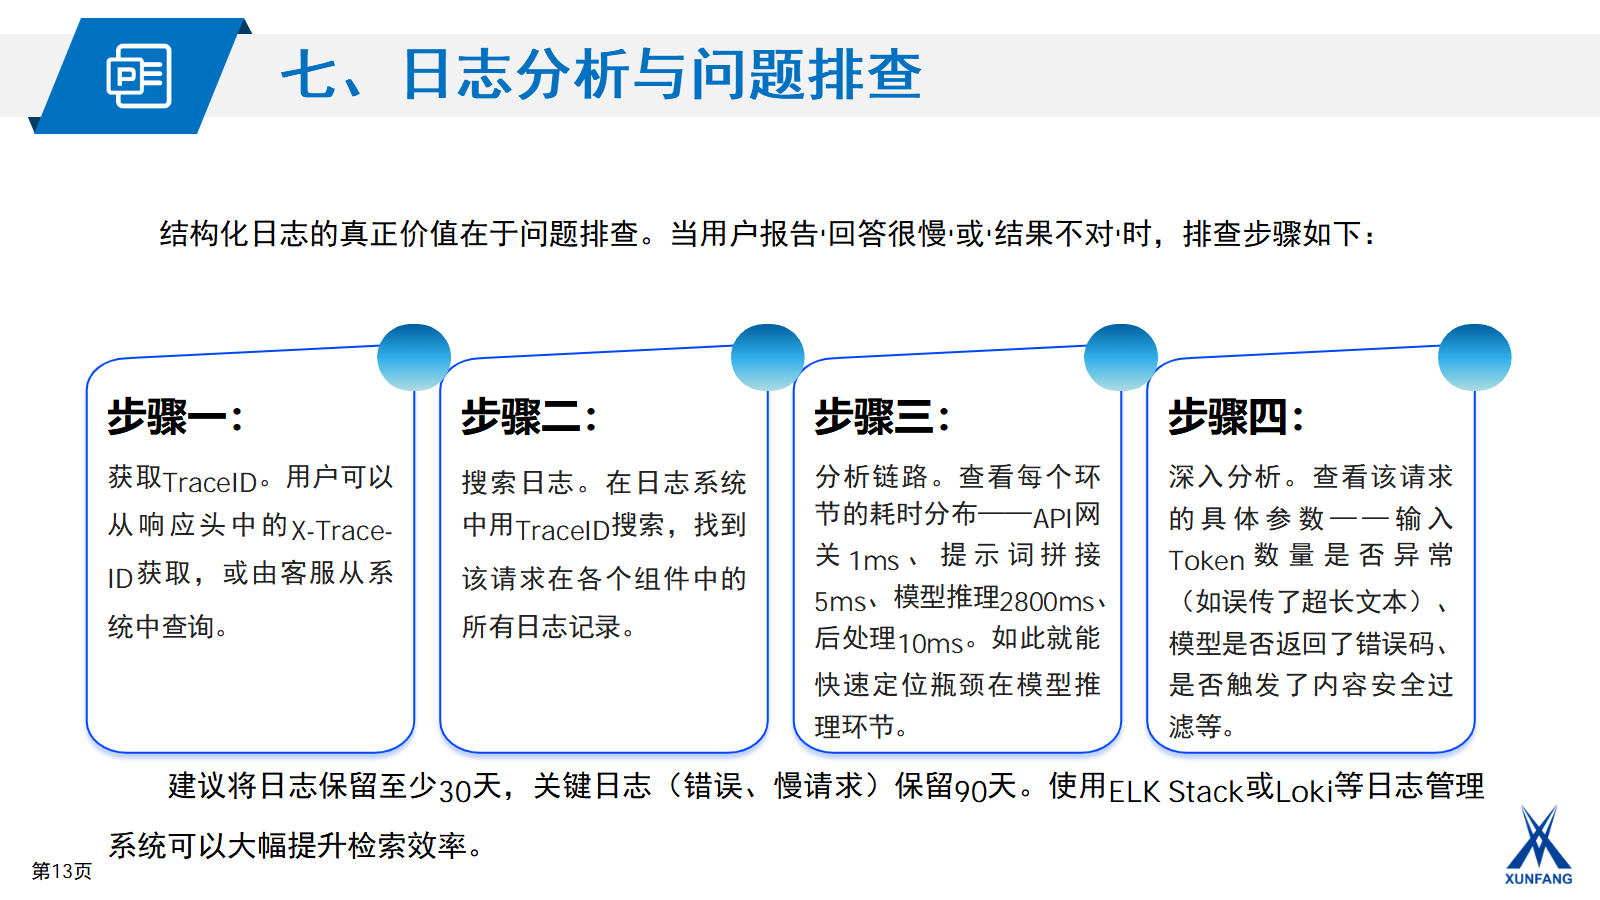 七、日志分析与问题排查
结构化日志的真正价值在于问题排查。当用户报告'回答很慢'或'结果不对'时，排查步骤如下：
步骤一：
获取TraceID。用户可以
从响应头中的X-Trace-
ID获取，或由客服从系
统中查询。
步骤二：
搜索日志。在日志系统
中用TraceID搜索，找到
该请求在各个组件中的
所有日志记录。
步骤三：
分析链路。查看每个环
节的耗时分布——API网
关1ms、提示词拼接
5ms、模型推理2800ms、
后处理10ms。如此就能
快速定位瓶颈在模型推
理环节。
步骤四：
深入分析。查看该请求
的具体参数——输入
Token数量是否异常
（如误传了超长文本）、
模型是否返回了错误码、
是否触发了内容安全过
滤等。
建议将日志保留至少30天，关键日志（错误、慢请求）保留90天。使用ELK Stack或Loki等日志管理
系统可以大幅提升检索效率。
第13页
XUNFANG